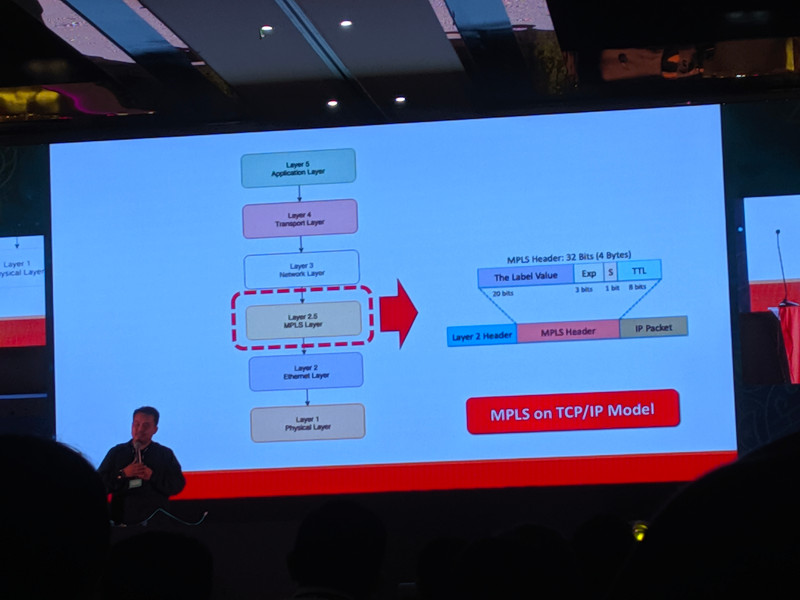 Layer 5
Application Layer
Layer 4
Transport Layer
Layer 3
Network Layer
Layer 2.5
MPLS Layer
Layer 2
Ethernet Layer
Layer 1
Physical Layer
MPLS Header: 32 Bits (4 Bytes)
The Label Value Exp S TTL
20 bits 3 bits 1 bit 8 bits
Layer 2 Header MPLS Header IP Packet
MPLS on TCP/IP Model
Layer 1
ysical Layer